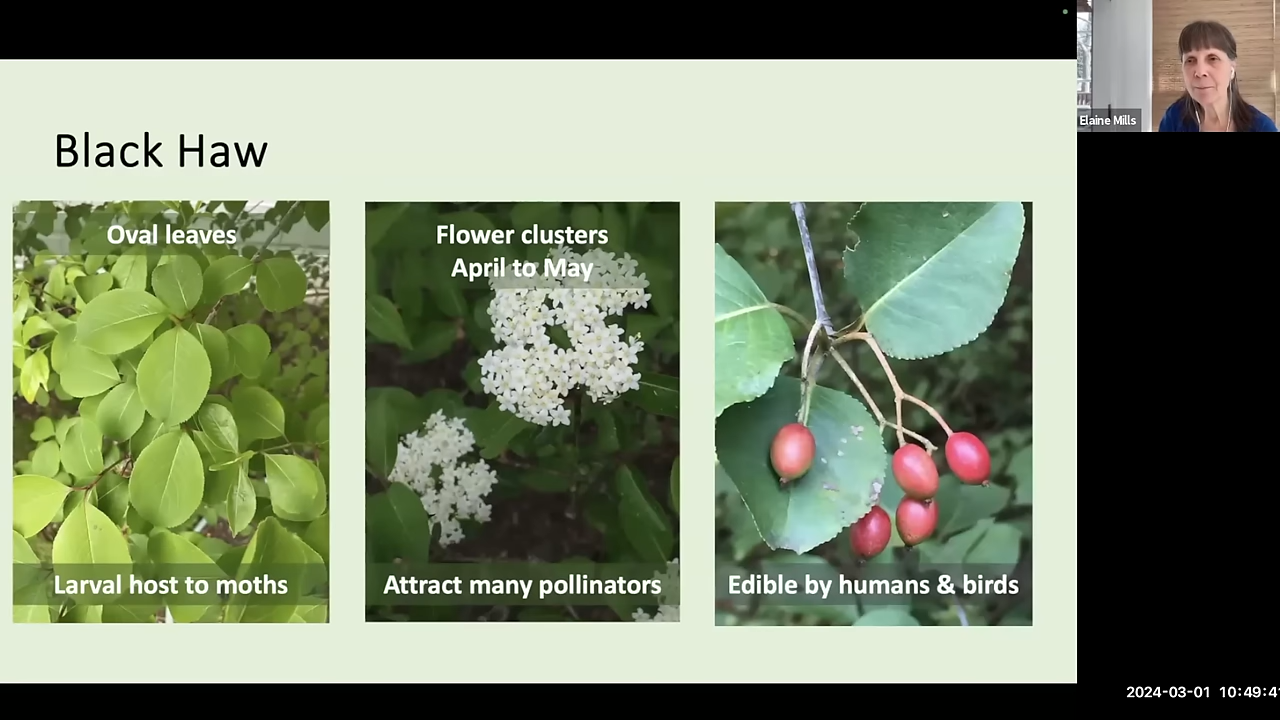 Black Haw
Oval leaves
Larval host to moths
Flower clusters
April to May
Attract many pollinators
Edible by humans & birds
Elaine Mills
2024-03-01 10:49:4